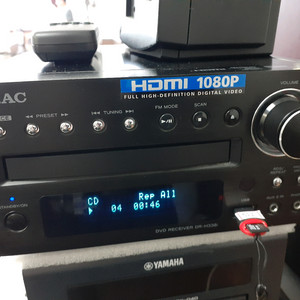 HDMI 1080P
FULL HIGH-DEFINITION DIGITAL VIDEO
VOLUME
PRESET
TUNING
FM MODE
SCAN
CD Rep All
04 00:46
STANDBY
DVD RECEIVER
YAMAHA